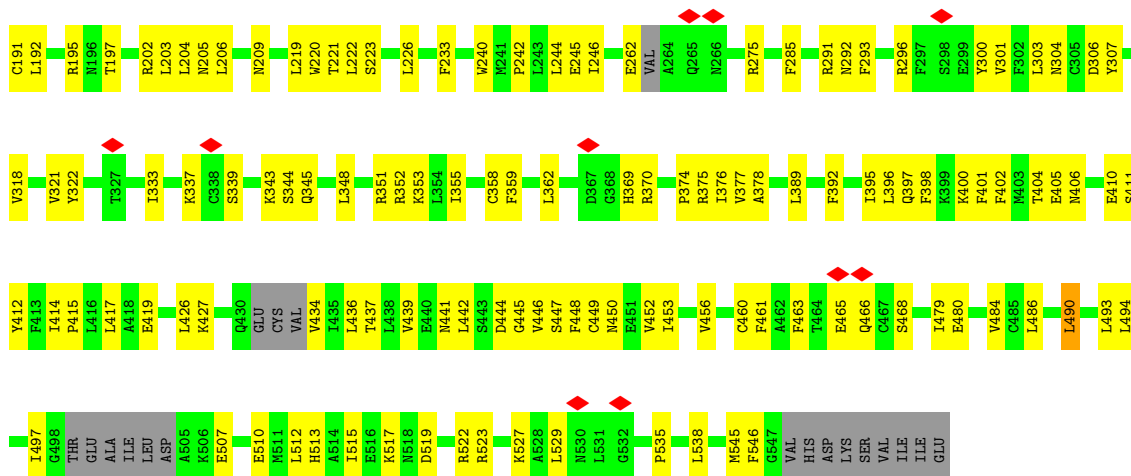 C191 L192 R195 N196 T197 R202 L203 L204 N205 L206 N209 L219 W220 T221 L222 S223 L226 F233 W240 M241 P242 L243 L244 E245 I246 E262 VAL A264 Q265 N266 R275 F285 R291 N292 F293 R296 F297 S298 E299 Y300 V301 F302 L303 N304 C305 D306 Y307
V318 V321 Y322 T327 I333 K337 C338 S339 K343 S344 Q345 L348 R351 R352 K353 L354 I355 C358 F359 L362 D367 G368 H369 R370 P374 R375 I376 V377 A378 L389 F392 I395 L396 Q397 F398 K399 K400 F401 F402 M403 T404 E405 N406 E410 S411
Y412 F413 I414 P415 L416 L417 A418 E419 L426 K427 Q430 GLU CYS VAL V434 I435 L436 T437 L438 V439 E440 N441 L442 S443 D444 G445 V446 S447 F448 C449 N450 E451 V452 I453 V456 C460 F461 A462 F463 T464 E465 Q466 C467 S468 I479 E480 V484 C485 L486 L490 L493 L494
I497 G498 THR GLU ALA ILE LEU ASP A505 K506 E507 E510 M511 L512 H513 A514 I515 E516 K517 N518 D519 R522 R523 K527 A528 L529 N530 L531 G532 P535 L538 M545 F546 G547 VAL HIS ASP LYS SER VAL ILE ILE GLU